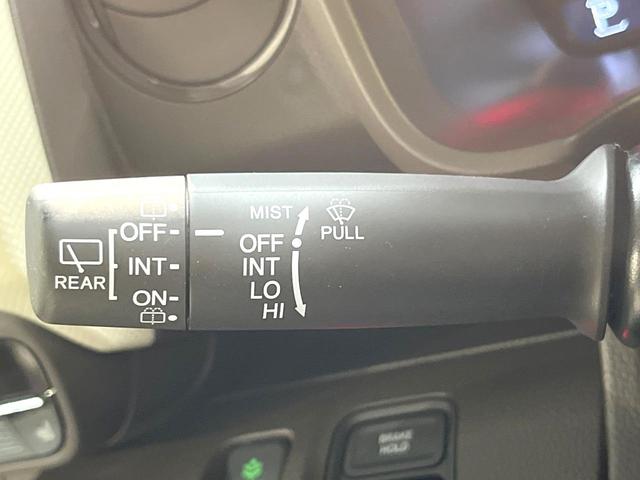 MIST
OFF
PULL
OFF
REAR
INT
INT
ON
LO
HI
BRAKE
HOLD
P